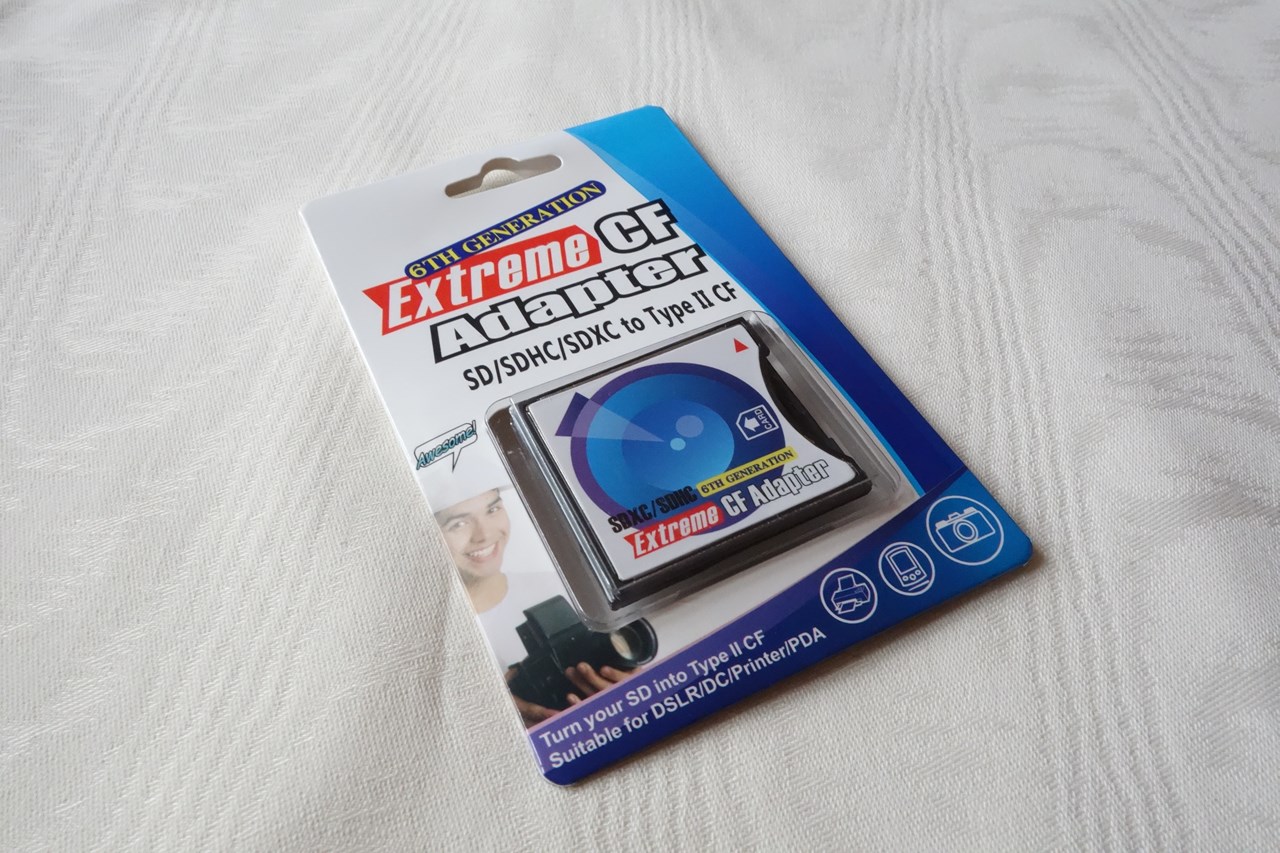 6TH GENERATION
Extreme CF
Adapter
SD/SDHC/SDXC to Type II CF
CARD
Awesome!
SDXC/SDHC 6TH GENERATION
Extreme CF Adapter
Turn your SD into Type II CF
Suitable for DSLR/DC/Printer/PDA